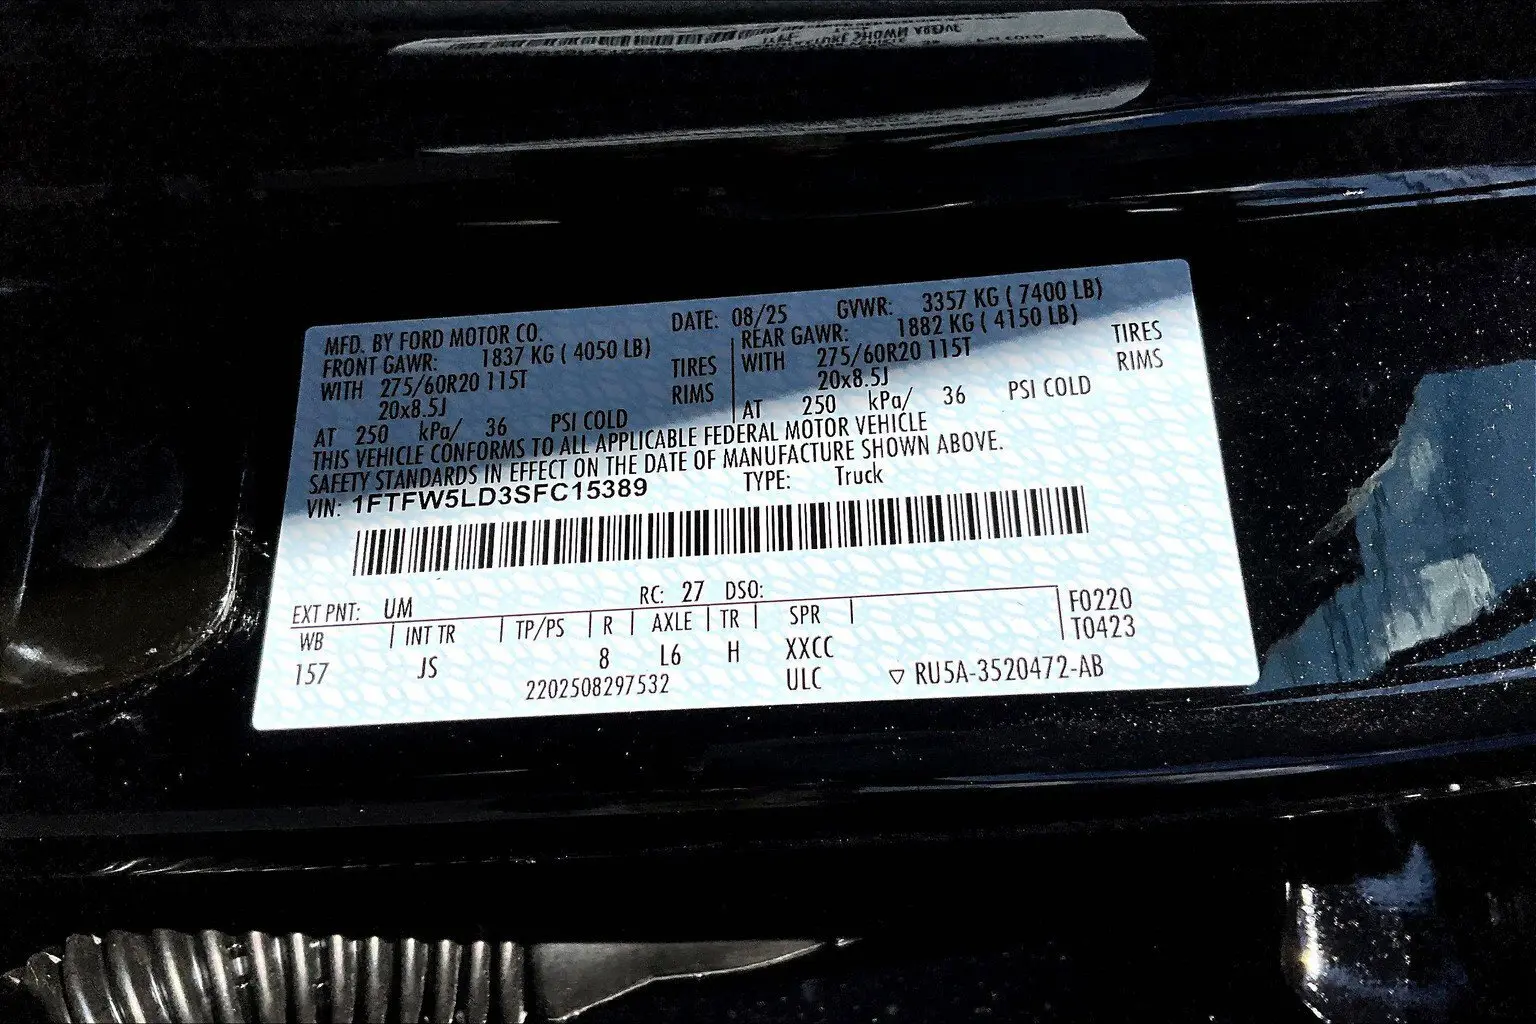 MFD. BY FORD MOTOR CO. DATE: 08/25 GVWR: 3357 KG ( 7400 LB)
FRONT GAWR: 1837 KG ( 4050 LB) REAR GAWR: 1882 KG ( 4150 LB)
WITH 275/60R20 115T TIRES WITH 275/60R20 115T TIRES
20x8.5J RIMS 20x8.5J RIMS
AT 250 kPa/ 36 PSI COLD AT 250 kPa/ 36 PSI COLD
THIS VEHICLE CONFORMS TO ALL APPLICABLE FEDERAL MOTOR VEHICLE
SAFETY STANDARDS IN EFFECT ON THE DATE OF MANUFACTURE SHOWN ABOVE.
VIN: 1FTFW5LD3SFC15389 TYPE: Truck
EXT PNT: UM RC: 27 DSO:
WB | INT TR | TP/PS | R | AXLE | TR | SPR | F0220
157 JS 8 L6 H XXCC T0423
2202508297532 ULC ▽ RU5A-3520472-AB